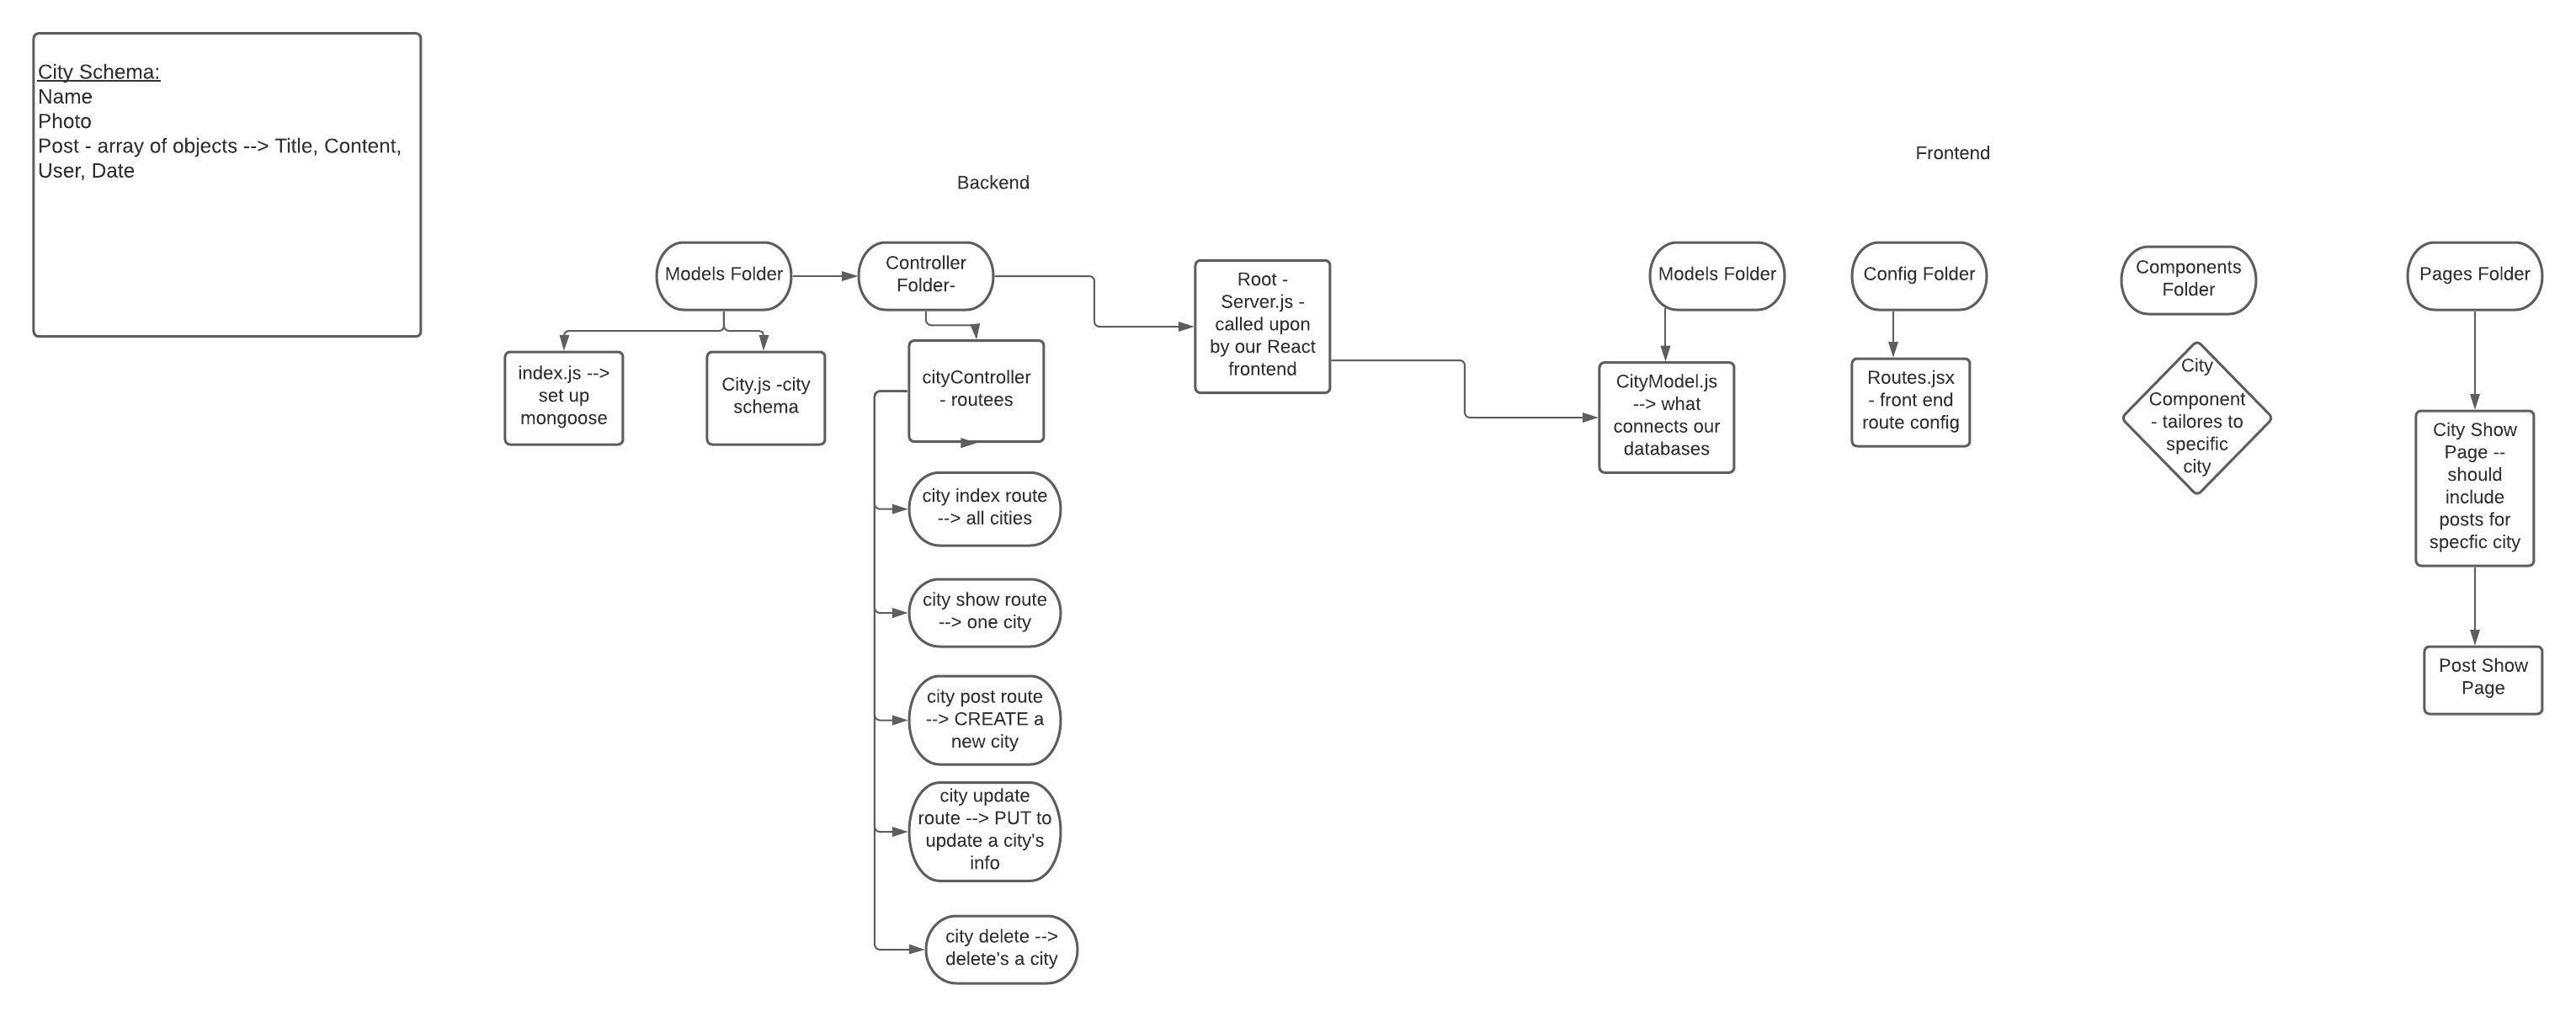 City Schema:
Name
Photo
Post - array of objects --> Title, Content,
User, Date
Backend
Frontend
Models Folder
Controller
Folder-
index.js -->
set up
mongoose
City.js -city
schema
cityController
- routees
city index route
--> all cities
city show route
--> one city
city post route
--> CREATE a
new city
city update
route --> PUT to
update a city's
info
city delete -->
delete's a city
Root -
Server.js -
called upon
by our React
frontend
Models Folder
CityModel.js
--> what
connects our
databases
Config Folder
Routes.jsx
- front end
route config
Components
Folder
City
Component
- tailores to
specific
city
Pages Folder
City Show
Page --
should
include
posts for
specfic city
Post Show
Page